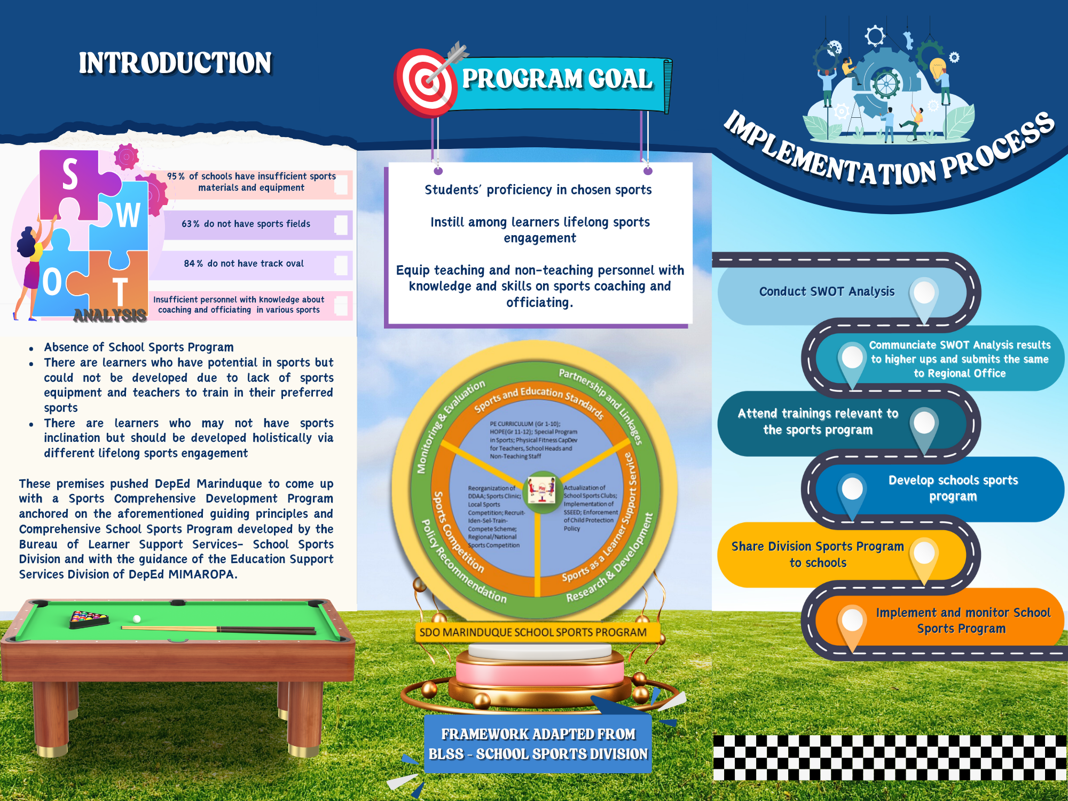 INTRODUCTION
S
W
O
T
ANALYSIS
95% of schools have insufficient sports
materials and equipment
63% do not have sports fields
84% do not have track oval
Insufficient personnel with knowledge about
coaching and officiating in various sports
• Absence of School Sports Program
• There are learners who have potential in sports but
could not be developed due to lack of sports
equipment and teachers to train in their preferred
sports
• There are learners who may not have sports
inclination but should be developed holistically via
different lifelong sports engagement
These premises pushed DepEd Marinduque to come up
with a Sports Comprehensive Development Program
anchored on the aforementioned guiding principles and
Comprehensive School Sports Program developed by the
Bureau of Learner Support Services- School Sports
Division and with the guidance of the Education Support
Services Division of DepEd MIMAROPA.
PROGRAM GOAL
Students' proficiency in chosen sports
Instill among learners lifelong sports
engagement
Equip teaching and non-teaching personnel with
knowledge and skills on sports coaching and
officiating.
Monitoring & Evaluation
Partnership and Linkages
Sports and Education Standards
PE CURRICULUM (Gr 1-10);
HOPE(Gr 11-12); Special Program
in Sports; Physical Fitness CapDev
for Teachers, School Heads and
Non-Teaching Staff
Reorganization of
DDAA; Sports Clinic;
Local Sports
Competition; Recruit-
Iden-Sel-Train-
Compete Scheme;
Regional/National
Sports Competition
Actualization of
School Sports Clubs;
Implementation of
SSEED; Enforcement
of Child Protection
Policy
Sports Competition
Sports as a Learner Support Service
Policy Recommendation
Research & Development
SDO MARINDUQUE SCHOOL SPORTS PROGRAM
FRAMEWORK ADAPTED FROM
BLSS - SCHOOL SPORTS DIVISION
IMPLEMENTATION PROCESS
Conduct SWOT Analysis
Communciate SWOT Analysis results
to higher ups and submits the same
to Regional Office
Attend trainings relevant to
the sports program
Develop schools sports
program
Share Division Sports Program
to schools
Implement and monitor School
Sports Program